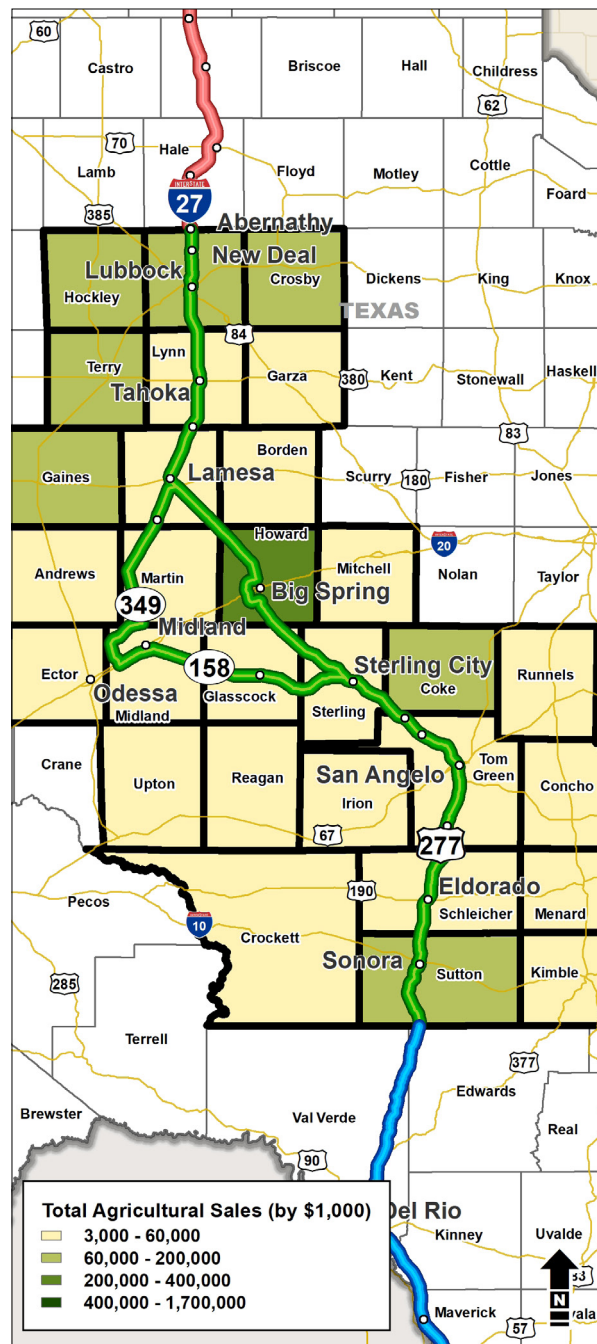 60
Castro
Briscoe
Hall
Childress
62
70
Hale
Lamb
Floyd
Motley
Cottle
Foard
INTERSTATE
27
385
Abernathy
New Deal
Lubbock
Hockley
Crosby
Dickens
King
Knox
TEXAS
84
Lynn
Terry
Garza
380
Kent
Stonewall
Haskell
Tahoka
83
Borden
Gaines
Lamesa
Scurry
180
Fisher
Jones
Howard
20
Andrews
Martin
Mitchell
Nolan
Taylor
Big Spring
349
Midland
158
Sterling City
Ector
Odessa
Glasscock
Coke
Runnels
Midland
Sterling
Crane
Upton
Reagan
San Angelo
Tom
Green
Irion
Concho
67
277
190
Eldorado
Pecos
Schleicher
Menard
10
Crockett
Sonora
Sutton
Kimble
285
Terrell
377
Edwards
Brewster
Val Verde
Real
90
Total Agricultural Sales (by $1,000)
3,000 - 60,000
60,000 - 200,000
200,000 - 400,000
400,000 - 1,700,000
Del Rio
Kinney
Uvalde
83
N
Maverick
57